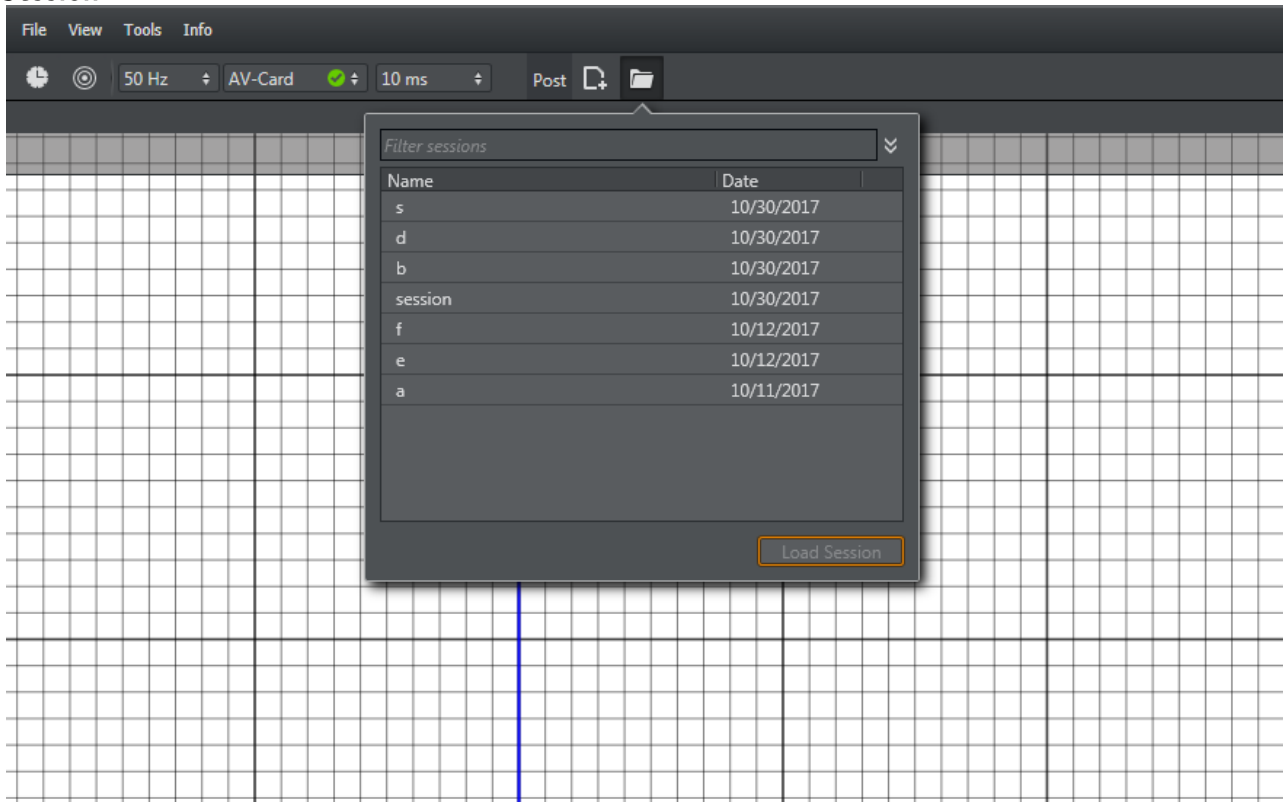 File View Tools Info
50 Hz AV-Card 10 ms Post
Filter sessions
Name Date
s 10/30/2017
d 10/30/2017
b 10/30/2017
session 10/30/2017
f 10/12/2017
e 10/12/2017
a 10/11/2017
Load Session